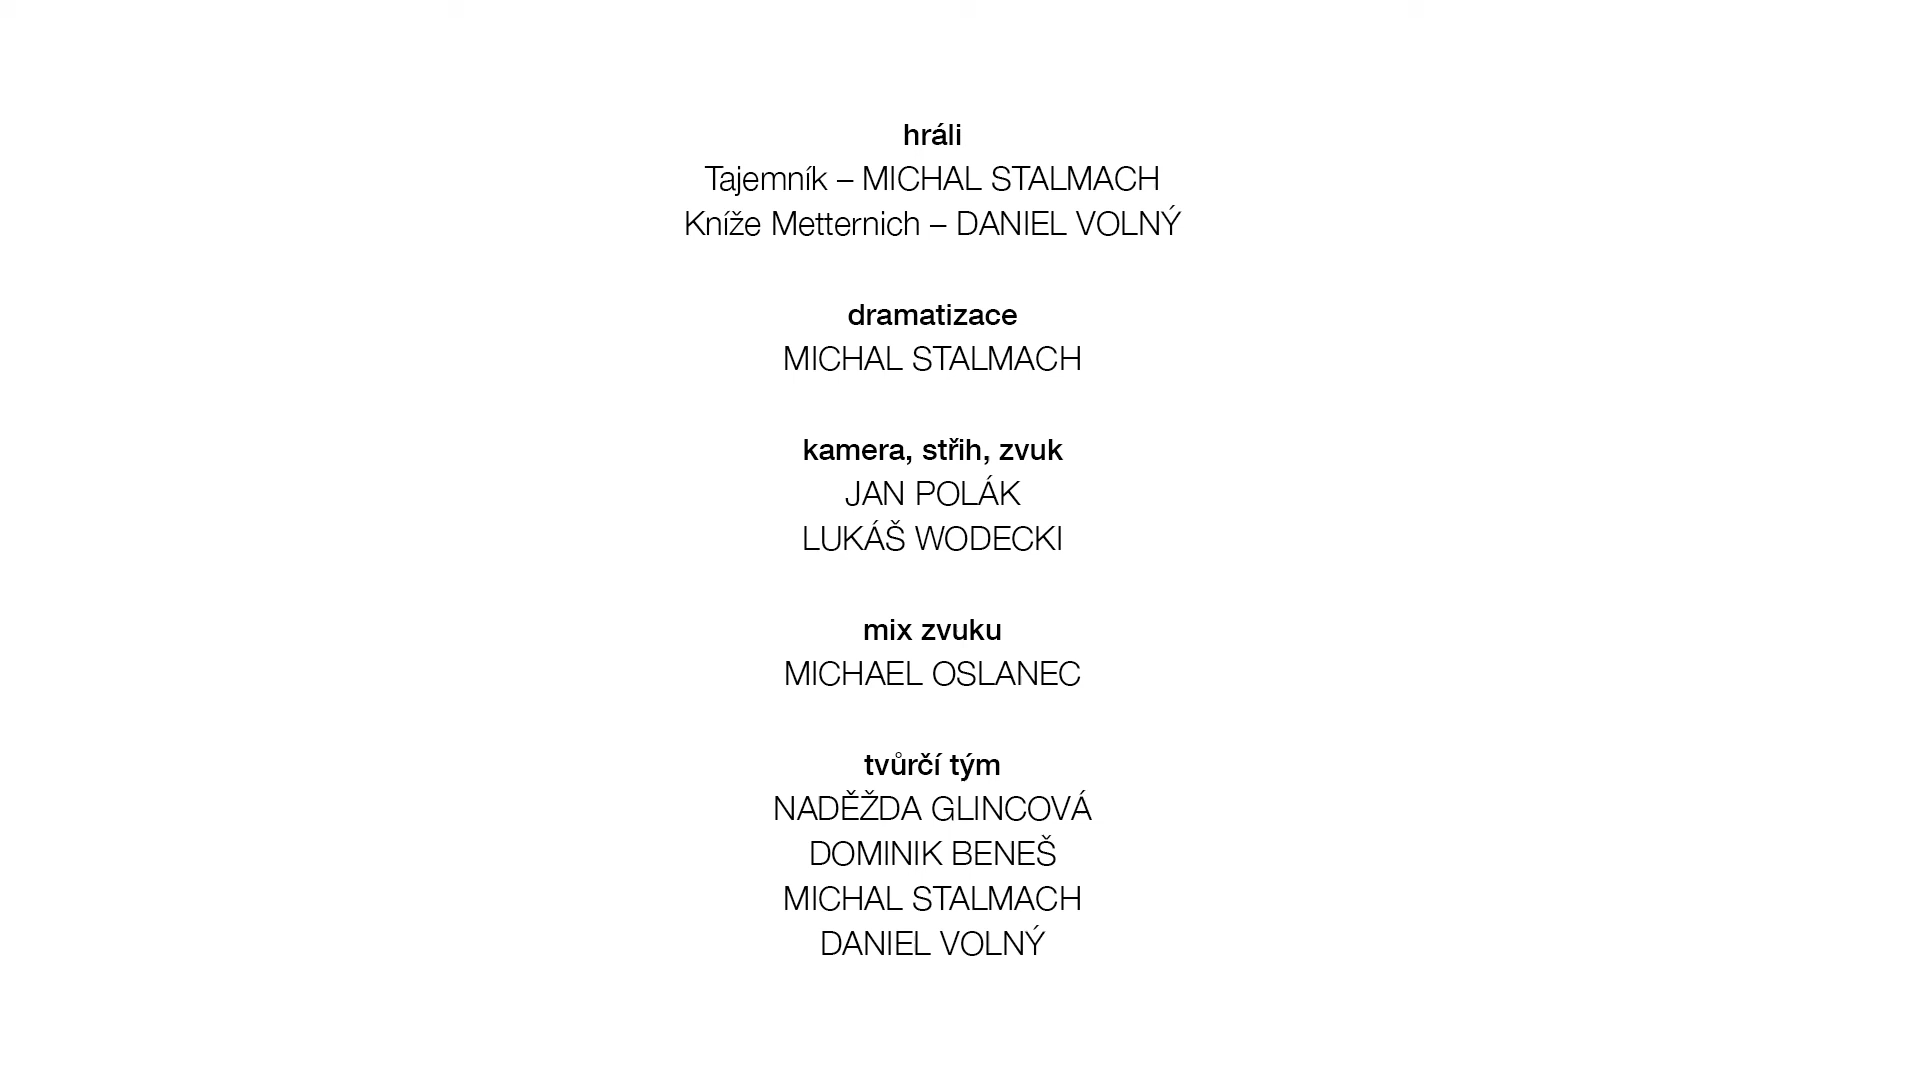 hráli
Tajemník – MICHAL STALMACH
Kníže Metternich – DANIEL VOLNÝ
dramatizace
MICHAL STALMACH
kamera, střih, zvuk
JAN POLÁK
LUKÁŠ WODECKI
mix zvuku
MICHAEL OSLANEC
tvůrčí tým
NADĚŽDA GLINCOVÁ
DOMINIK BENEŠ
MICHAL STALMACH
DANIEL VOLNÝ